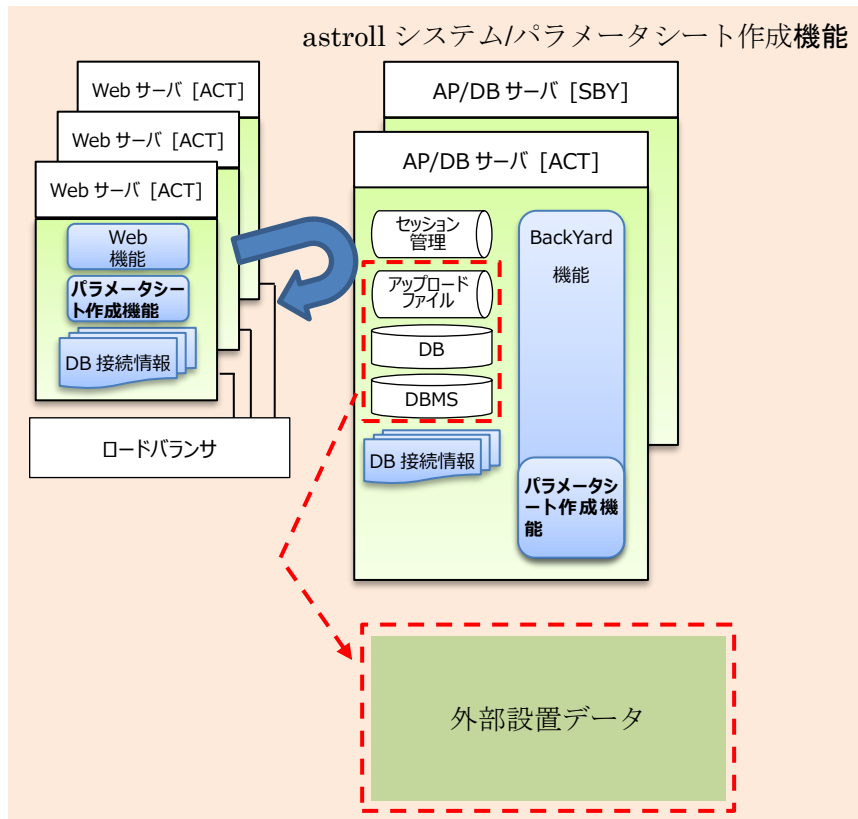 astroll システム/パラメータシート作成機能
Web サーバ [ACT]
Web サーバ [ACT]
Web サーバ [ACT]
Web
機能
パラメータシー
ト作成機能
DB 接続情報
ロードバランサ
AP/DB サーバ [SBY]
AP/DB サーバ [ACT]
セッション
管理
アップロード
ファイル
DB
DBMS
DB 接続情報
BackYard
機能
パラメータシ
ート作成機
能
外部設置データ